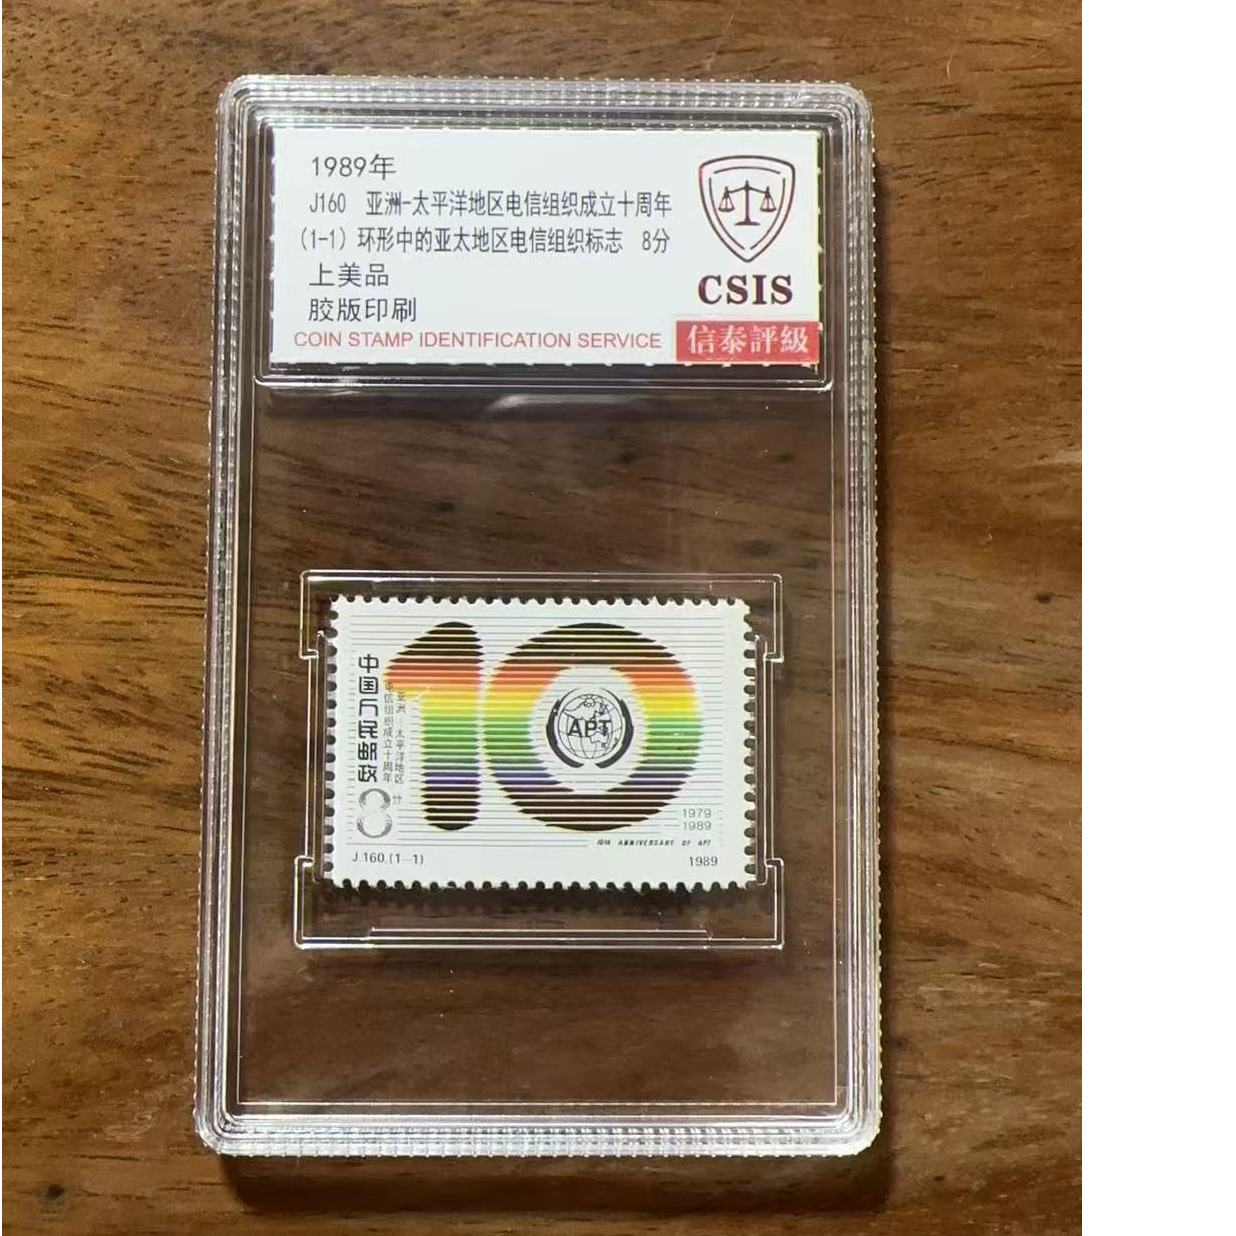 1989年
J160 亚洲-太平洋地区电信组织成立十周年
(1-1) 环形中的亚太地区电信组织标志 8分
上美品
胶版印刷
COIN STAMP IDENTIFICATION SERVICE
CSIS
信泰評級
中国人民邮政
亚洲—太平洋地区
电信组织成立十周年
8分
10
APT
1979
1989
10th ANNIVERSARY OF APT
J.160.(1—1)
1989